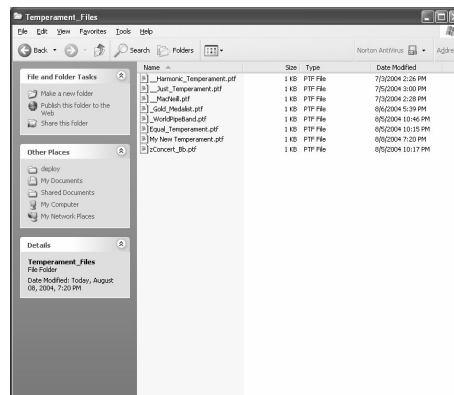 Temperament_Files
File Edit View Favorites Tools Help
Back Search Folders Norton AntiVirus Addre
File and Folder Tasks
Make a new folder
Publish this folder to the
Web
Share this folder
Other Places
deploy
My Documents
Shared Documents
My Computer
My Network Places
Details
Temperament_Files
File Folder
Date Modified: Today, August
08, 2004, 7:20 PM
Name Size Type Date Modified
__Harmonic_Temperament.ptf 1 KB PTF File 7/3/2004 2:26 PM
__Just_Temperament.ptf 1 KB PTF File 7/5/2004 3:00 PM
__MacNeill.ptf 1 KB PTF File 7/3/2004 2:28 PM
_Gold_Medalist.ptf 1 KB PTF File 8/6/2004 5:39 PM
_WorldPipeBand.ptf 1 KB PTF File 8/5/2004 10:46 PM
Equal_Temperament.ptf 1 KB PTF File 8/5/2004 10:15 PM
My New Temperament.ptf 1 KB PTF File 8/8/2004 7:20 PM
zConcert_Bb.ptf 1 KB PTF File 8/5/2004 10:17 PM